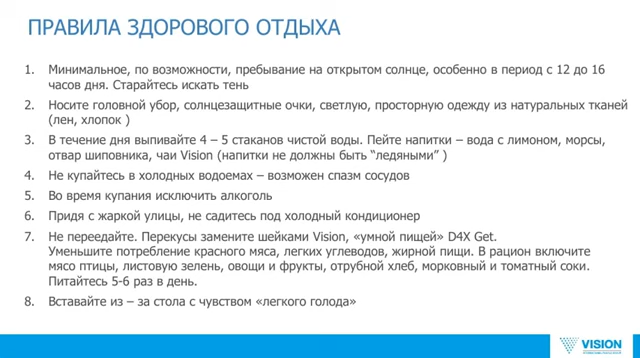 ПРАВИЛА ЗДОРОВОГО ОТДЫХА
1. Минимальное, по возможности, пребывание на открытом солнце, особенно в период с 12 до 16
часов дня. Старайтесь искать тень
2. Носите головной убор, солнцезащитные очки, светлую, просторную одежду из натуральных тканей
(лен, хлопок )
3. В течение дня выпивайте 4 – 5 стаканов чистой воды. Пейте напитки – вода с лимоном, морсы,
отвар шиповника, чаи Vision (напитки не должны быть “ледяными” )
4. Не купайтесь в холодных водоемах – возможен спазм сосудов
5. Во время купания исключить алкоголь
6. Придя с жаркой улицы, не садитесь под холодный кондиционер
7. Не переедайте. Перекусы замените шейками Vision, «умной пищей» D4X Get.
Уменьшите потребление красного мяса, легких углеводов, жирной пищи. В рацион включите
мясо птицы, листовую зелень, овощи и фрукты, отрубной хлеб, морковный и томатный соки.
Питайтесь 5-6 раз в день.
8. Вставайте из – за стола с чувством «легкого голода»
VISION